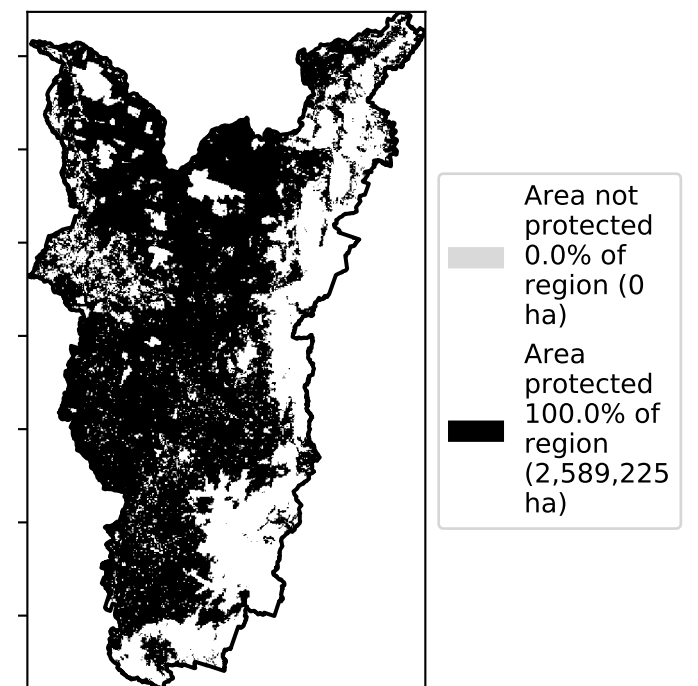 Area not
protected
0.0% of
region (0
ha)
Area
protected
100.0% of
region
(2,589,225
ha)